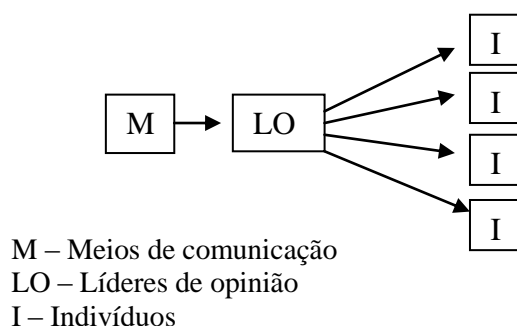 I
I
M
LO
I
I
M – Meios de comunicação
LO – Líderes de opinião
I – Indivíduos